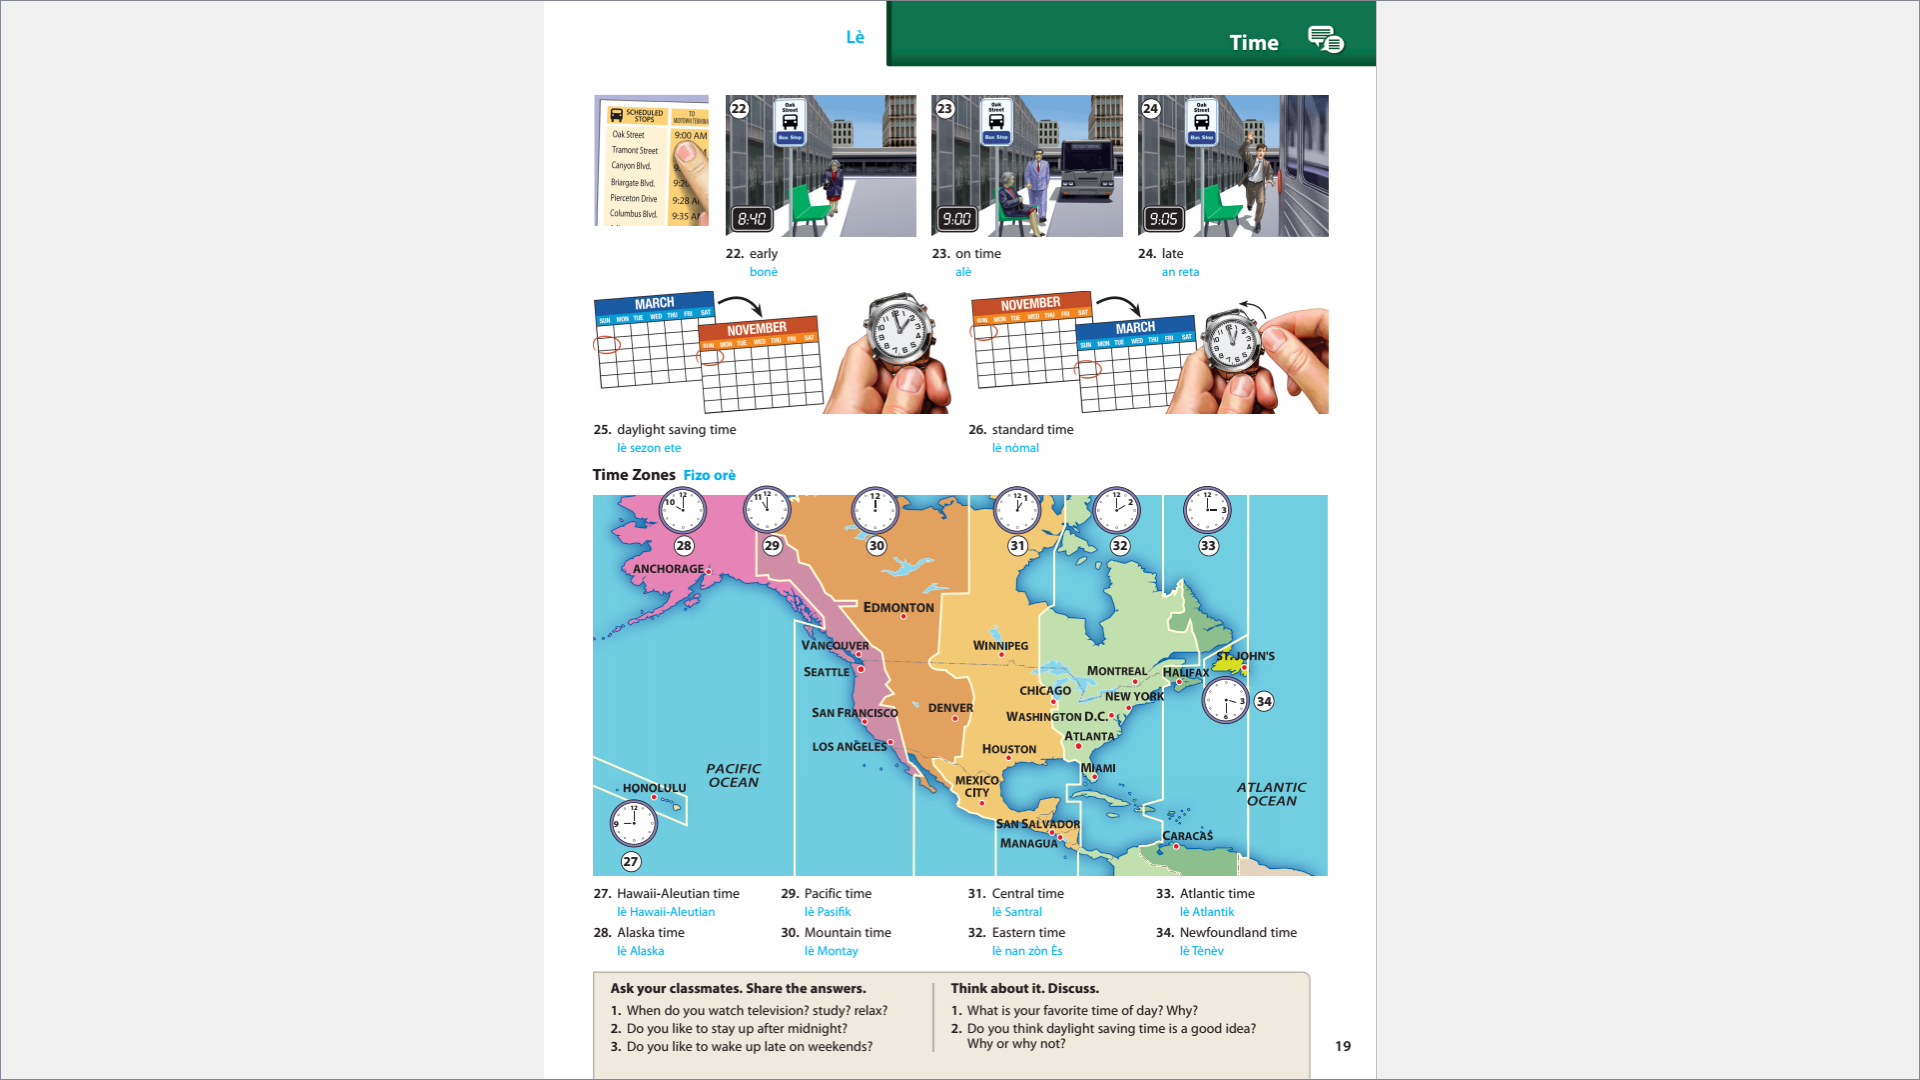 Lè
Time
SCHEDULED STOPS
TO
Oak Street 9:00 AM
Tramont Street
Canyon Blvd.
Briargate Blvd.
Pierceton Drive 9:28 A
Columbus Blvd. 9:35 A
22
Oak Street
Bus Stop
8:40
23
Oak Street
Bus Stop
9:00
24
Oak Street
Bus Stop
9:05
22. early
bonè
23. on time
alè
24. late
an reta
MARCH
SUN MON TUE WED THU FRI SAT
NOVEMBER
SUN MON TUE WED THU FRI SAT
NOVEMBER
SUN MON TUE WED THU FRI SAT
MARCH
SUN MON TUE WED THU FRI SAT
25. daylight saving time
lè sezon ete
26. standard time
lè nòmal
Time Zones Fizo orè
10 12
11 12
12
12 1
12 2
12 3
28
29
30
31
32
33
ANCHORAGE
EDMONTON
VANCOUVER
WINNIPEG
ST. JOHN'S
SEATTLE
MONTREAL
HALIFAX
CHICAGO
NEW YORK
3
6
34
SAN FRANCISCO
DENVER
WASHINGTON D.C.
ATLANTA
LOS ANGELES
HOUSTON
MIAMI
PACIFIC
OCEAN
MEXICO
CITY
HONOLULU
ATLANTIC
OCEAN
12
9
SAN SALVADOR
MANAGUA
CARACAS
27
27. Hawaii-Aleutian time
lè Hawaii-Aleutian
28. Alaska time
lè Alaska
29. Pacific time
lè Pasifik
30. Mountain time
lè Montay
31. Central time
lè Santral
32. Eastern time
lè nan zòn Ès
33. Atlantic time
lè Atlantik
34. Newfoundland time
lè Tènèv
Ask your classmates. Share the answers.
1. When do you watch television? study? relax?
2. Do you like to stay up after midnight?
3. Do you like to wake up late on weekends?
Think about it. Discuss.
1. What is your favorite time of day? Why?
2. Do you think daylight saving time is a good idea?
Why or why not?
19